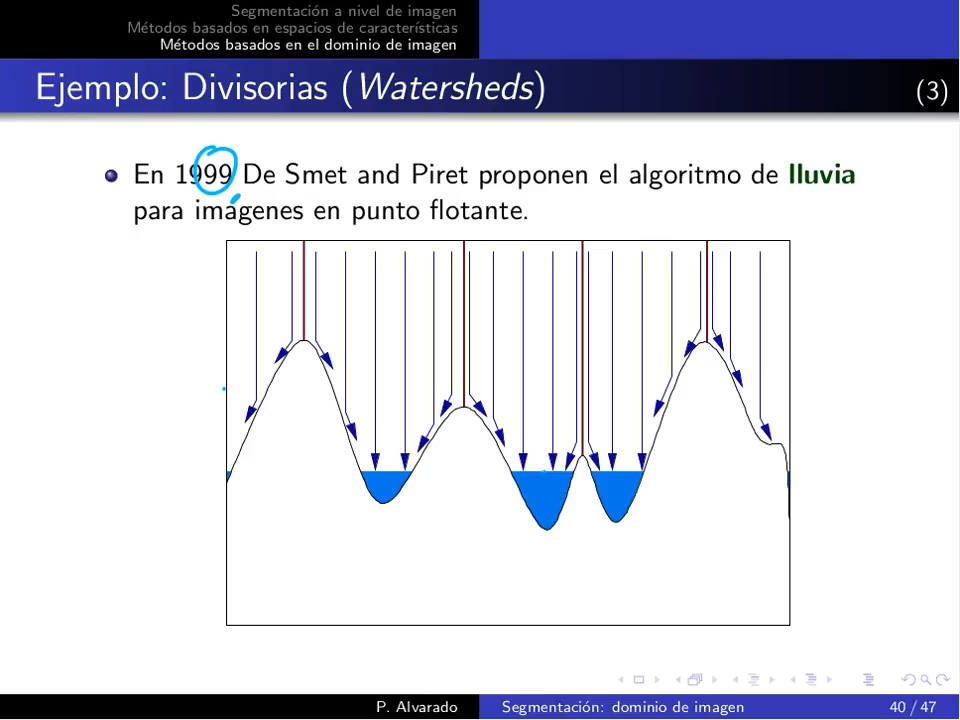 Segmentación a nivel de imagen
Métodos basados en espacios de características
Métodos basados en el dominio de imagen
Ejemplo: Divisorias (Watersheds) (3)
En 1999 De Smet and Piret proponen el algoritmo de lluvia
para imágenes en punto flotante.
P. Alvarado Segmentación: dominio de imagen 40 / 47